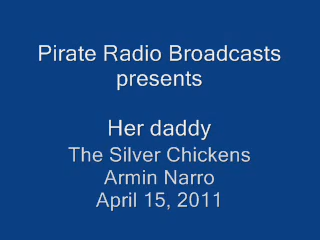 Pirate Radio Broadcasts
presents
Her daddy
The Silver Chickens
Armin Narro
April 15, 2011